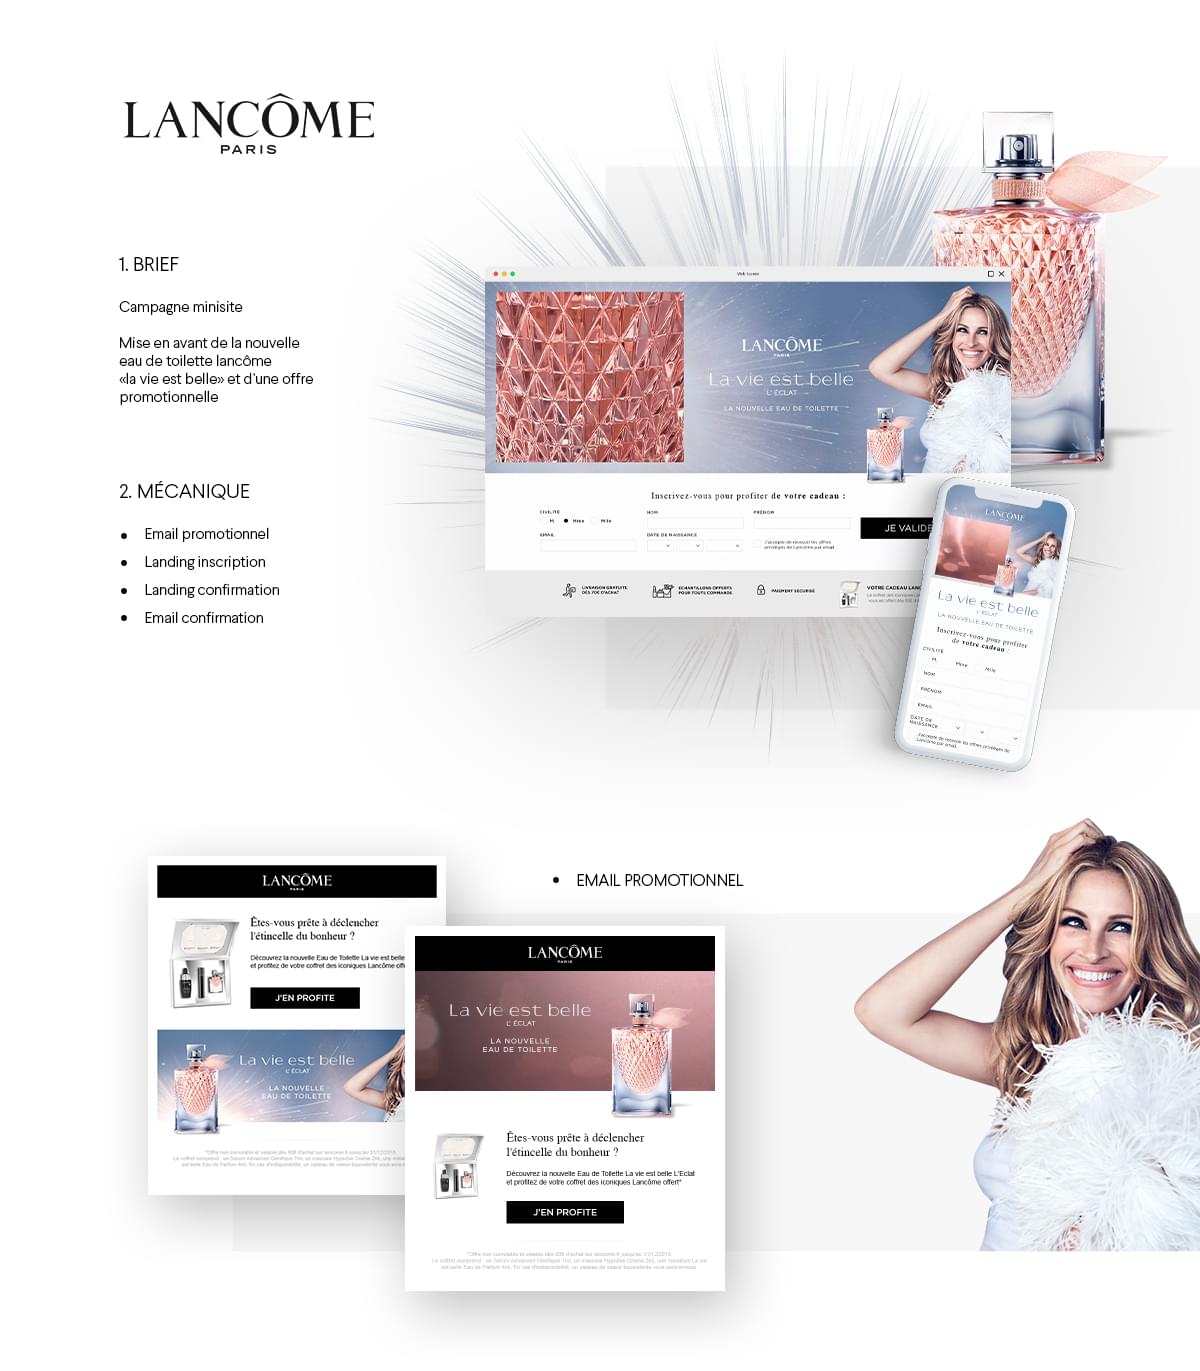 LANCÔME
PARIS
1. BRIEF
Campagne minisite
Mise en avant de la nouvelle
eau de toilette lancôme
«la vie est belle» et d'une offre
promotionnelle
2. MÉCANIQUE
• Email promotionnel
• Landing inscription
• Landing confirmation
• Email confirmation
LANCÔME
PARIS
La vie est belle
L'ÉCLAT
LA NOUVELLE EAU DE TOILETTE
Inscrivez-vous pour profiter de votre cadeau :
CIVILITÉ
M. Mme Mlle
NOM
PRÉNOM
EMAIL
DATE DE NAISSANCE
J'accepte de recevoir les offres
privilèges de Lancôme par email
JE VALIDE
LIVRAISON GRATUITE
DÈS 70€ D'ACHAT
ECHANTILLONS OFFERTS
POUR TOUTE COMMANDE
PAIEMENT SÉCURISÉ
VOTRE CADEAU LAN
LANCÔME
La vie est belle
L'ÉCLAT
LA NOUVELLE EAU DE TOILETTE
Inscrivez-vous pour profiter
de votre cadeau :
CIVILITÉ
M. Mme Mlle
NOM
PRÉNOM
EMAIL
DATE DE
NAISSANCE
J'accepte de recevoir les offres privilèges de
Lancôme par email
• EMAIL PROMOTIONNEL
LANCÔME
PARIS
Êtes-vous prête à déclencher
l'étincelle du bonheur ?
Découvrez la nouvelle Eau de Toilette La vie est belle
et profitez de votre coffret des iconiques Lancôme
J'EN PROFITE
La vie est belle
L'ÉCLAT
LA NOUVELLE
EAU DE TOILETTE
LANCÔME
PARIS
La vie est belle
L'ÉCLAT
LA NOUVELLE
EAU DE TOILETTE
Êtes-vous prête à déclencher
l'étincelle du bonheur ?
Découvrez la nouvelle Eau de Toilette La vie est belle L'Eclat
et profitez de votre coffret des iconiques Lancôme offert*
J'EN PROFITE